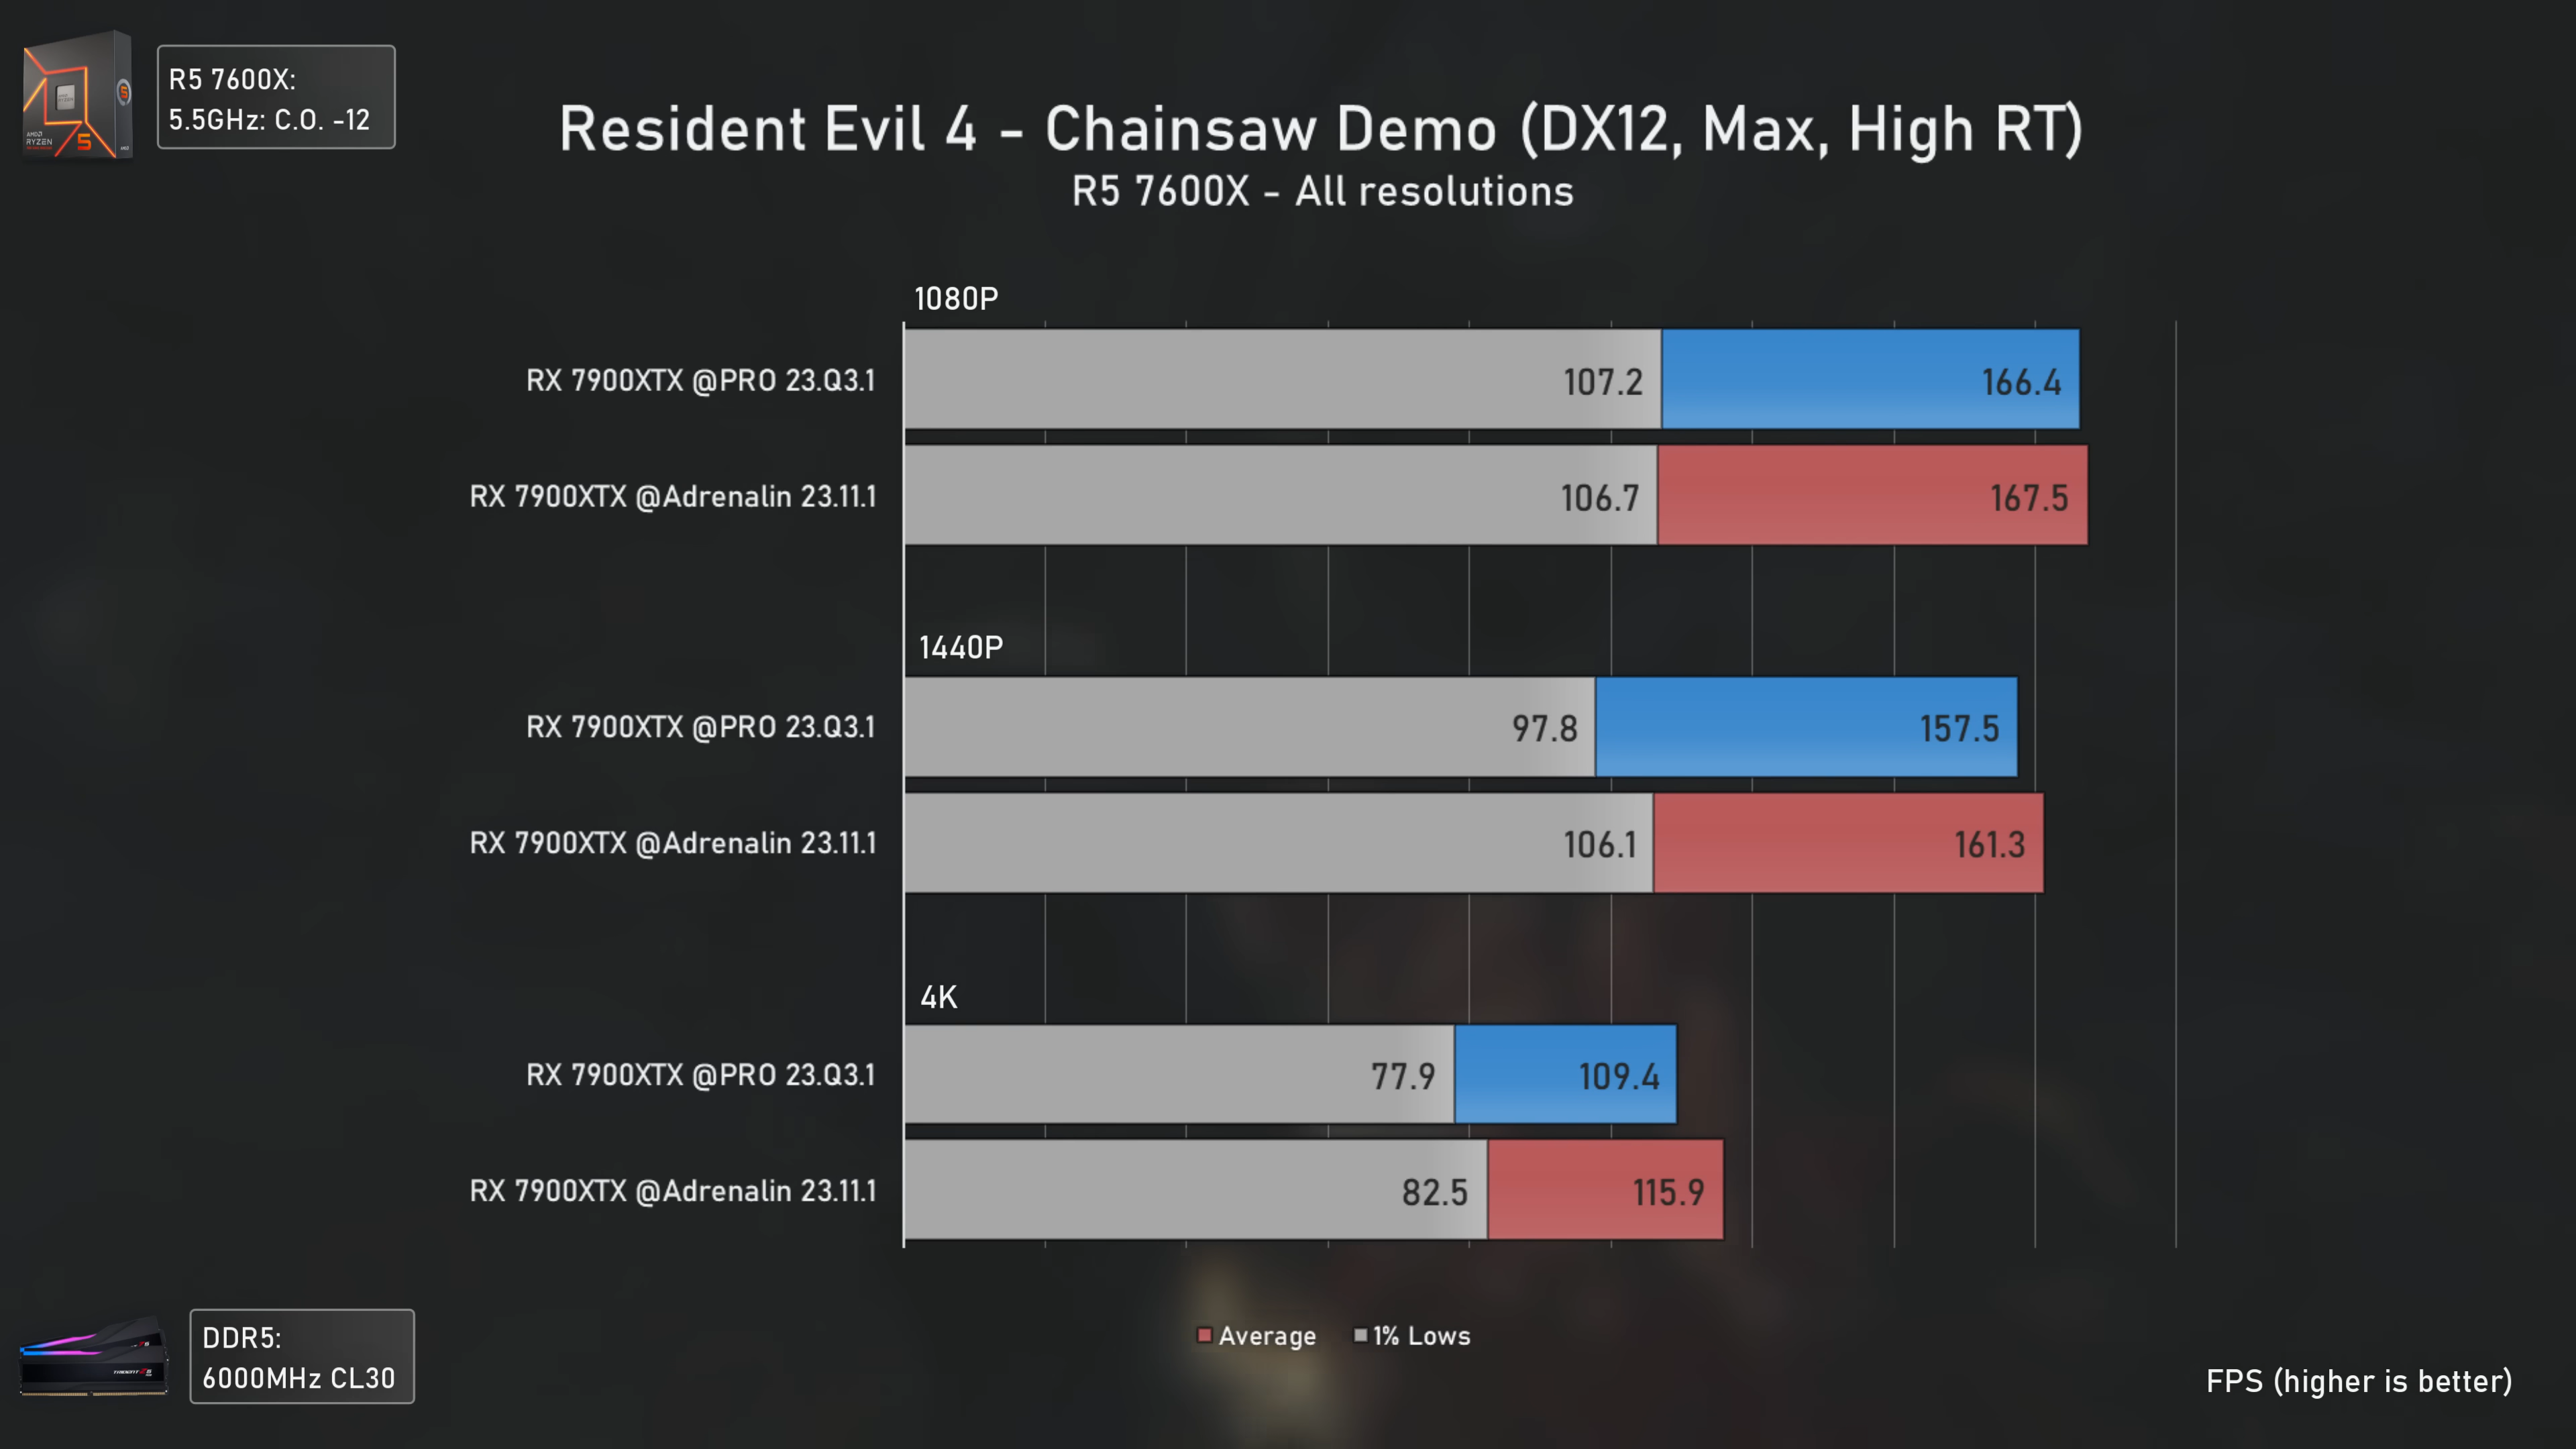 R5 7600X:
5.5GHz: C.O. -12
AMD
RYZEN
5
5
Resident Evil 4 - Chainsaw Demo (DX12, Max, High RT)
R5 7600X - All resolutions
1080P
RX 7900XTX @PRO 23.Q3.1
107.2
166.4
RX 7900XTX @Adrenalin 23.11.1
106.7
167.5
1440P
RX 7900XTX @PRO 23.Q3.1
97.8
157.5
RX 7900XTX @Adrenalin 23.11.1
106.1
161.3
4K
RX 7900XTX @PRO 23.Q3.1
77.9
109.4
RX 7900XTX @Adrenalin 23.11.1
82.5
115.9
Average
1% Lows
DDR5:
6000MHz CL30
FPS (higher is better)